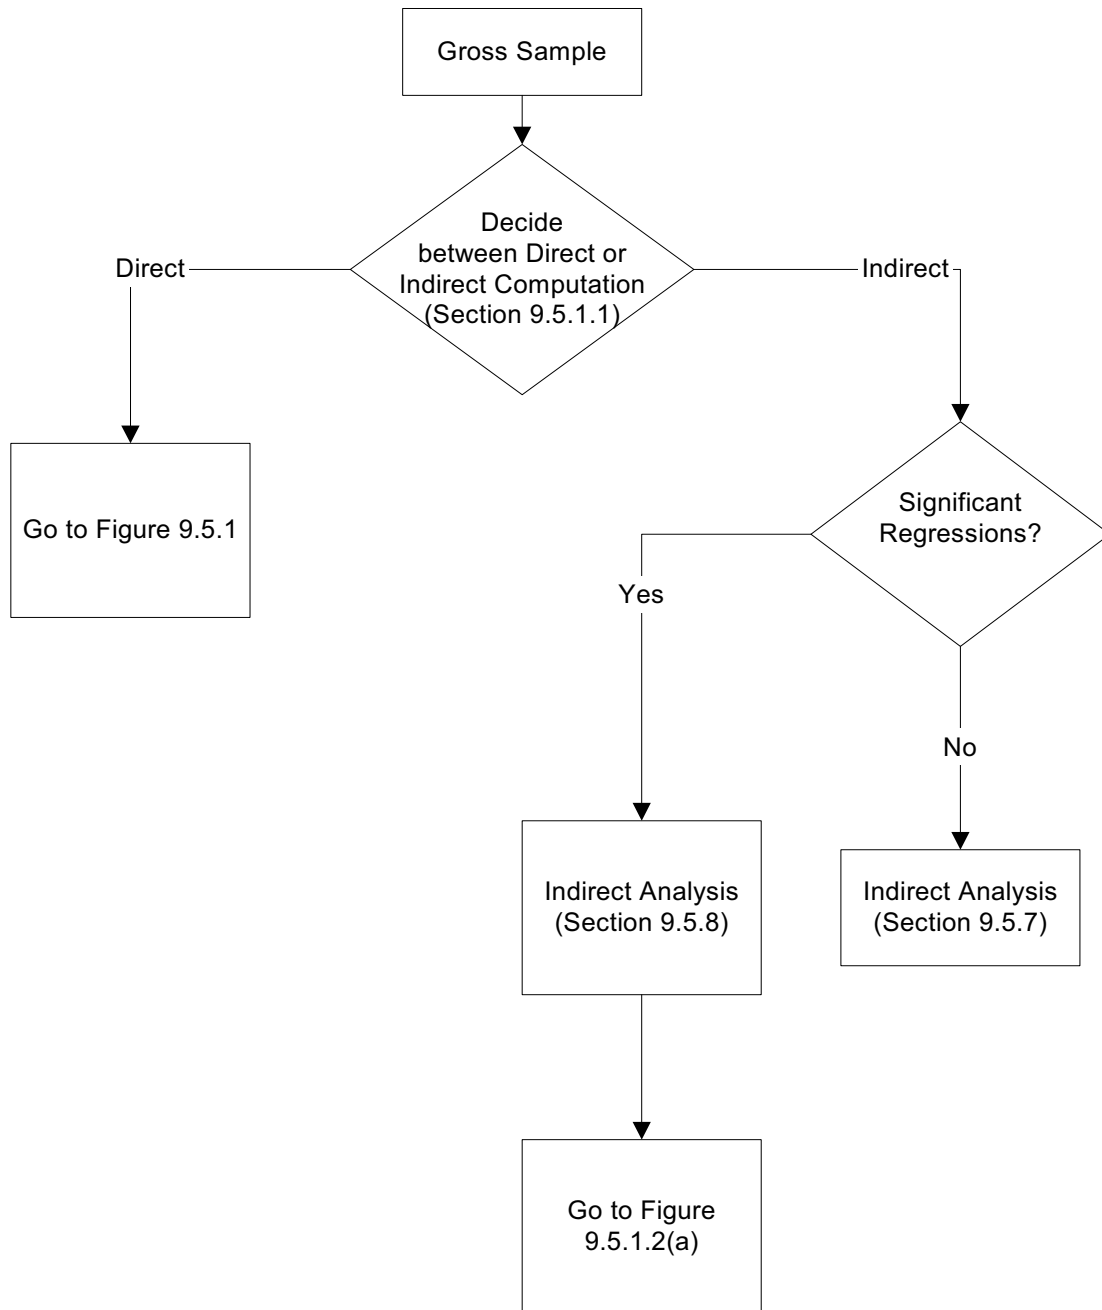 Gross Sample
Decide
between Direct or
Indirect Computation
(Section 9.5.1.1)
Direct
Indirect
Go to Figure 9.5.1
Significant
Regressions?
Yes
No
Indirect Analysis
(Section 9.5.8)
Indirect Analysis
(Section 9.5.7)
Go to Figure
9.5.1.2(a)